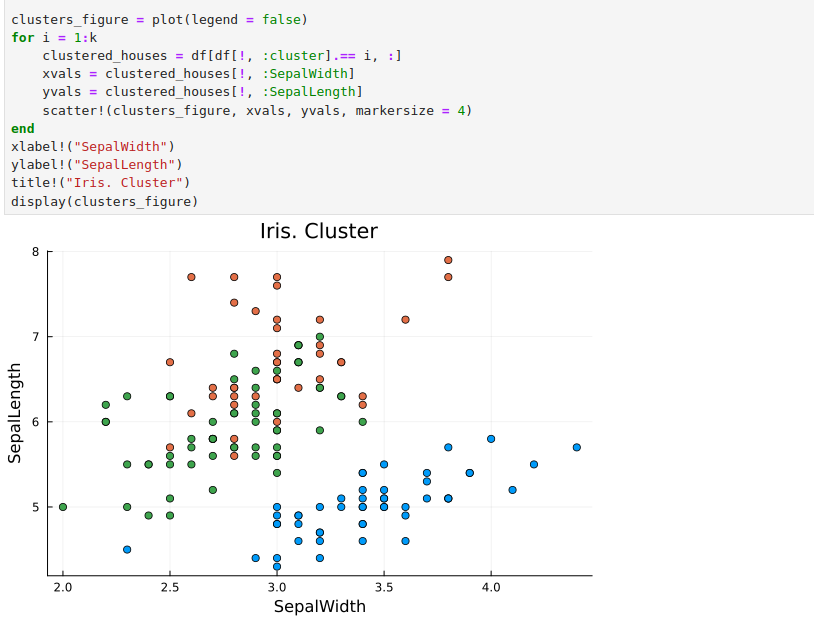 clusters_figure = plot(legend = false)
for i = 1:k
    clustered_houses = df[df[!, :cluster].== i, :]
    xvals = clustered_houses[!, :SepalWidth]
    yvals = clustered_houses[!, :SepalLength]
    scatter!(clusters_figure, xvals, yvals, markersize = 4)
end
xlabel!("SepalWidth")
ylabel!("SepalLength")
title!("Iris. Cluster")
display(clusters_figure)
Iris. Cluster
8
7
6
5
SepalLength
2.0 2.5 3.0 3.5 4.0
SepalWidth